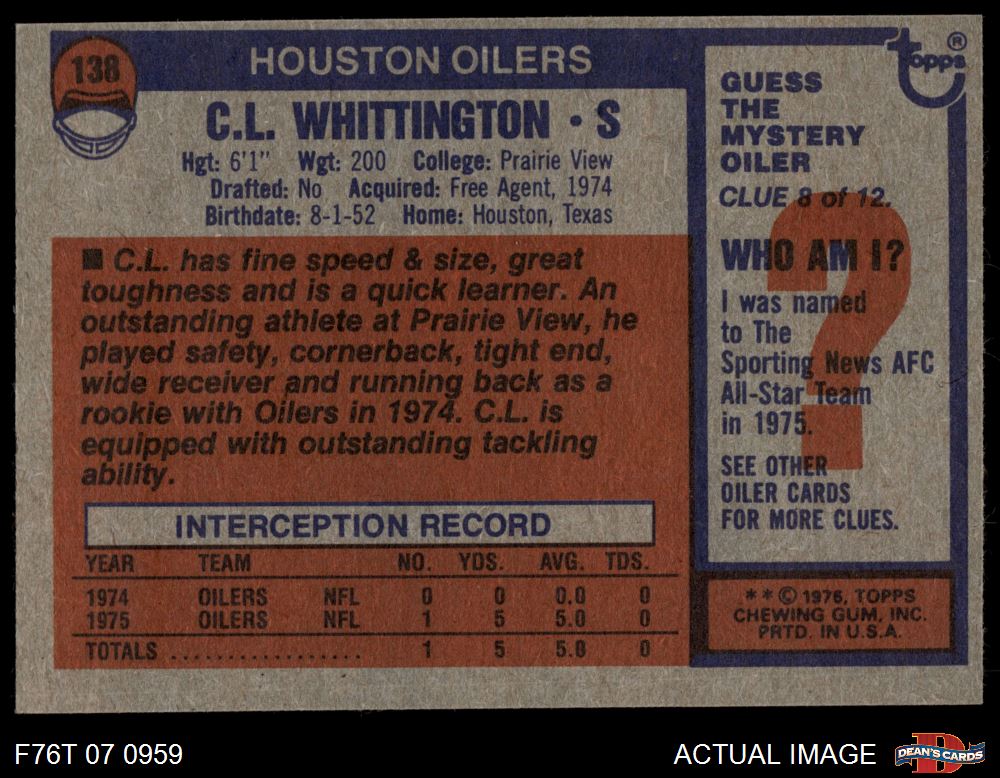 138
HOUSTON OILERS
C.L. WHITTINGTON • S
Hgt: 6'1" Wgt: 200 College: Prairie View
Drafted: No Acquired: Free Agent, 1974
Birthdate: 8-1-52 Home: Houston, Texas
■ C.L. has fine speed & size, great
toughness and is a quick learner. An
outstanding athlete at Prairie View, he
played safety, cornerback, tight end,
wide receiver and running back as a
rookie with Oilers in 1974. C.L. is
equipped with outstanding tackling
ability.
INTERCEPTION RECORD
YEAR TEAM NO. YDS. AVG. TDS.
1974 OILERS NFL 0 0 0.0 0
1975 OILERS NFL 1 5 5.0 0
TOTALS .................. 1 5 5.0 0
topps®
GUESS
THE
MYSTERY
OILER
CLUE 8 of 12.
?
WHO AM I?
I was named
to The
Sporting News AFC
All-Star Team
in 1975.
SEE OTHER
OILER CARDS
FOR MORE CLUES.
* * © 1976, TOPPS
CHEWING GUM, INC.
PRTD. IN U.S.A.
F76T 07 0959
ACTUAL IMAGE
D
DEAN'S CARDS